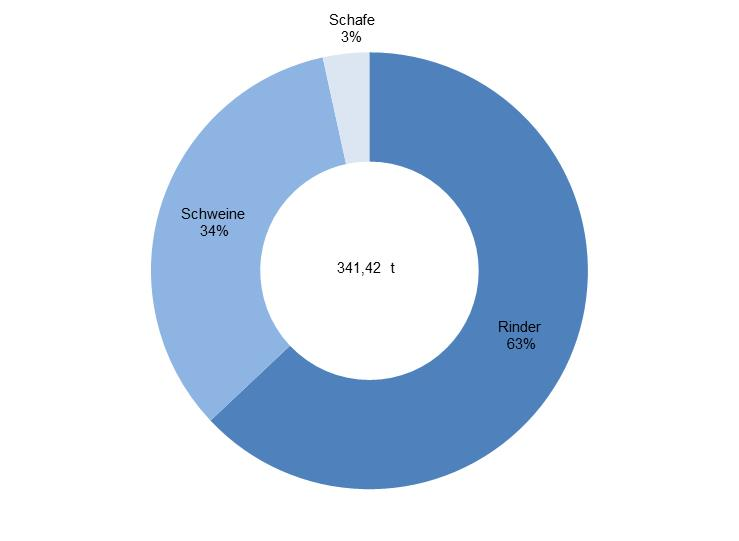 Schafe
3%
Schweine
34%
341,42 t
Rinder
63%